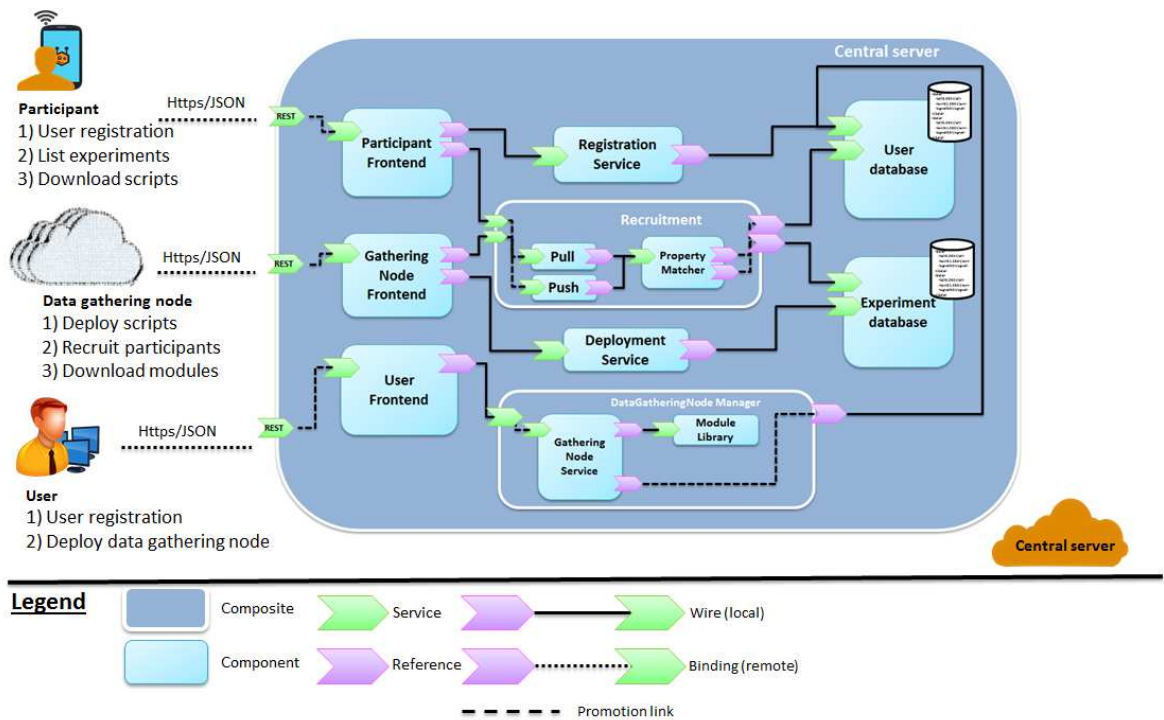 Central server
Participant
1) User registration
2) List experiments
3) Download scripts
Https/JSON
REST
Participant
Frontend
Registration
Service
User
database
Recruitment
Pull
Push
Property
Matcher
Https/JSON
REST
Gathering
Node
Frontend
Data gathering node
1) Deploy scripts
2) Recruit participants
3) Download modules
Deployment
Service
Experiment
database
User
Frontend
DataGatheringNode Manager
Gathering
Node
Service
Module
Library
Https/JSON
REST
User
1) User registration
2) Deploy data gathering node
Central server
Legend
Composite
Service
Wire (local)
Component
Reference
Binding (remote)
Promotion link